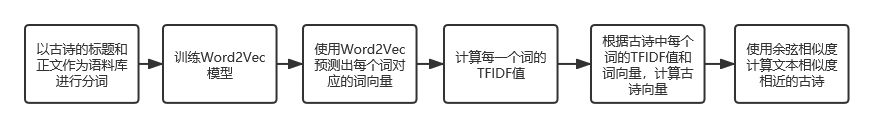 以古诗的标题和
正文作为语料库
进行分词
训练Word2Vec
模型
使用Word2Vec
预测出每个词对
应的词向量
计算每一个词的
TFIDF值
根据古诗中每个
词的TFIDF值和
词向量，计算古
诗向量
使用余弦相似度
计算文本相似度
相近的古诗